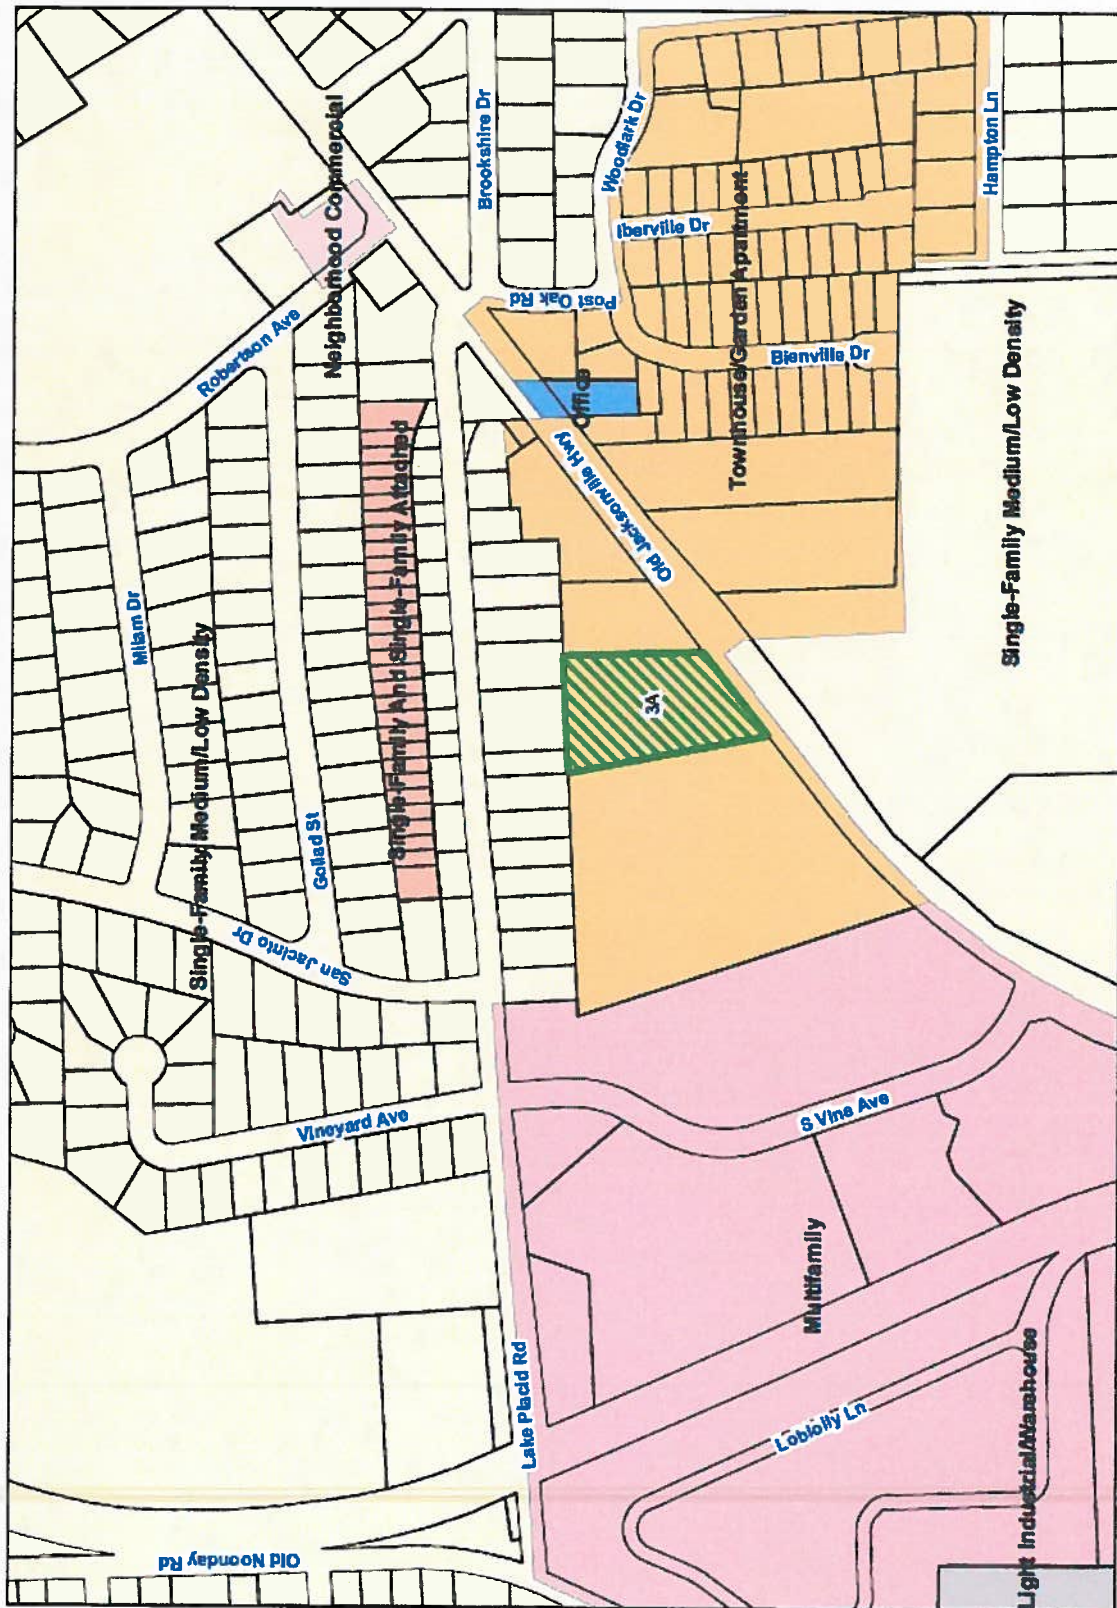 Brookshire Dr
Woodlark Dr
Hampton Ln
Neighborhood Commercial
Iberville Dr
Townhouse/Garden Apartment
Post Oak Rd
Robertson Ave
Bienville Dr
Office
Old Jacksonville Hwy
Single-Family Medium/Low Density
Single-Family And Single-Family Attached
Milam Dr
Single-Family Medium/Low Density
3A
Goliad St
San Jacinto Dr
Vineyard Ave
S Vine Ave
Multifamily
Lake Placid Rd
Loblolly Ln
Light Industrial/Warehouse
Old Noonday Rd